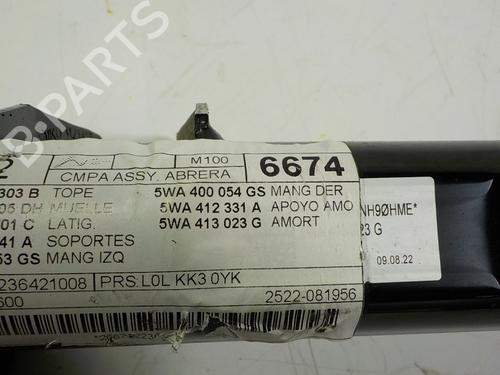 B-PARTS
2
M100
CMPA ASSY. ABRERA
6674
303 B TOPE 5WA 400 054 GS MANG DER
05 DH MUELLE 5WA 412 331 A APOYO AMO
01 C LATIG. 5WA 413 023 G AMORT
41 A SOPORTES
53 GS MANG IZQ
NH9ØHME*
23 G
09.08.22
236421008 PRS:L0L KK3 0YK
600 2522-081956